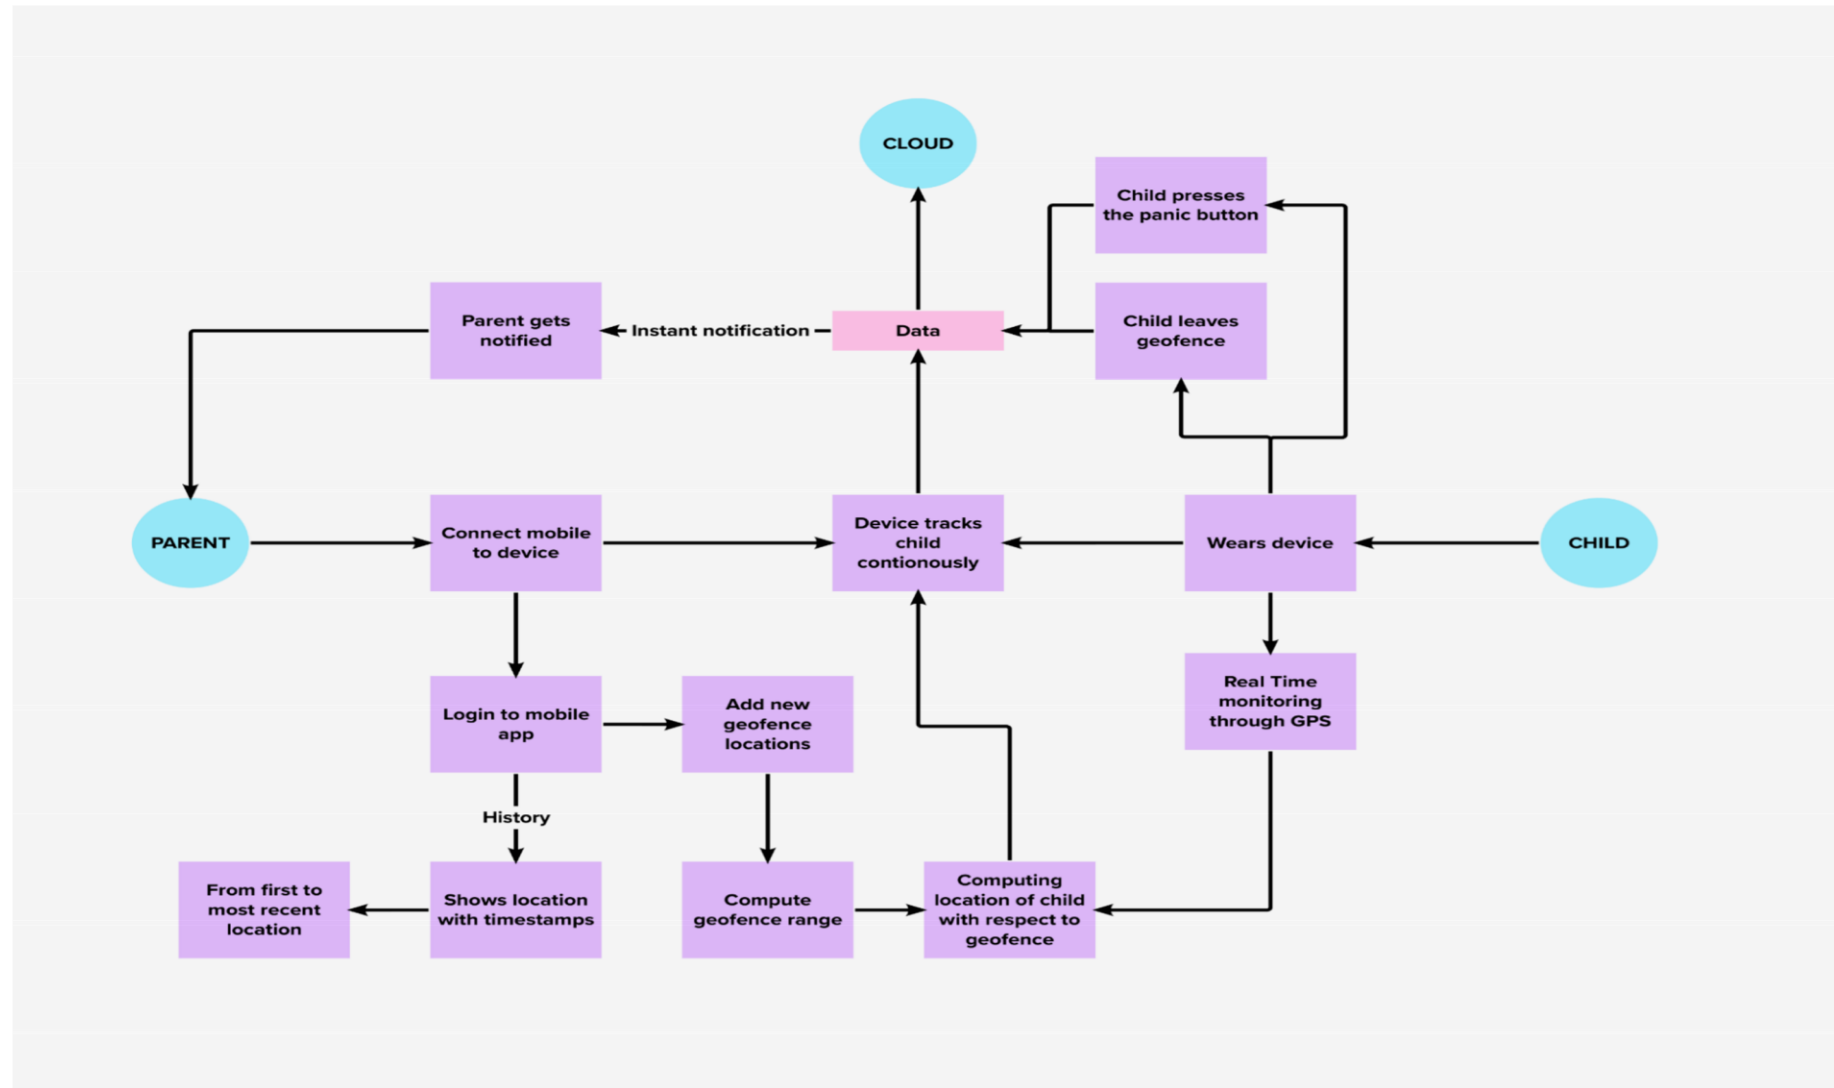 CLOUD
Child presses
the panic button
Parent gets
notified
Instant notification
Data
Child leaves
geofence
PARENT
Connect mobile
to device
Device tracks
child
contionously
Wears device
CHILD
Login to mobile
app
Add new
geofence
locations
Real Time
monitoring
through GPS
History
From first to
most recent
location
Shows location
with timestamps
Compute
geofence range
Computing
location of child
with respect to
geofence